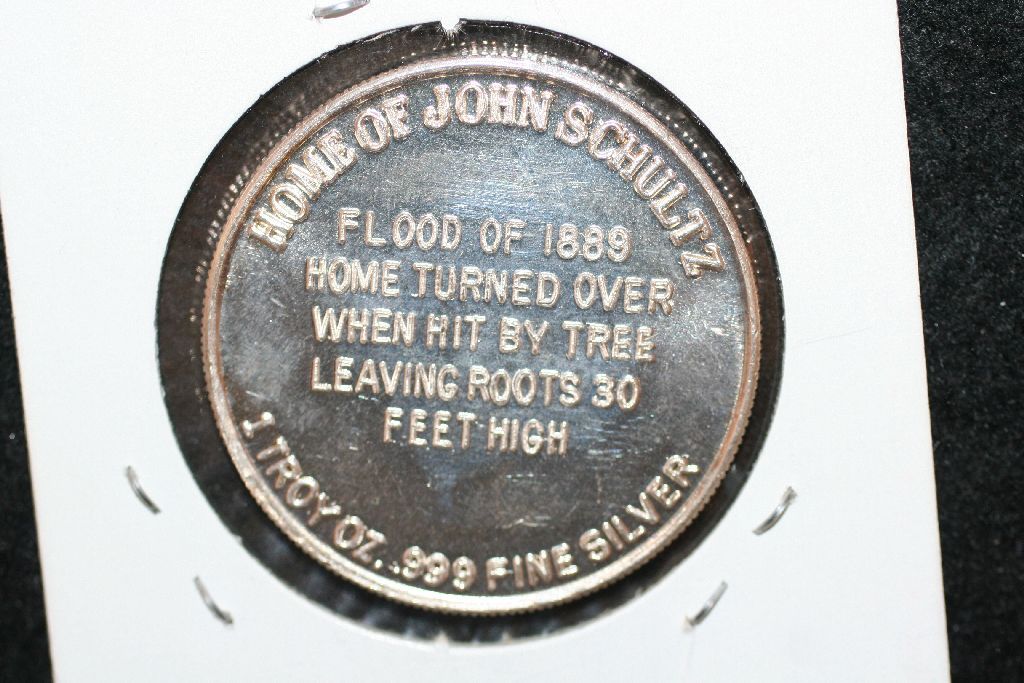 HOME OF JOHN SCHULTZ
FLOOD OF 1889
HOME TURNED OVER
WHEN HIT BY TREE
LEAVING ROOTS 30
FEET HIGH
1 TROY OZ. .999 FINE SILVER